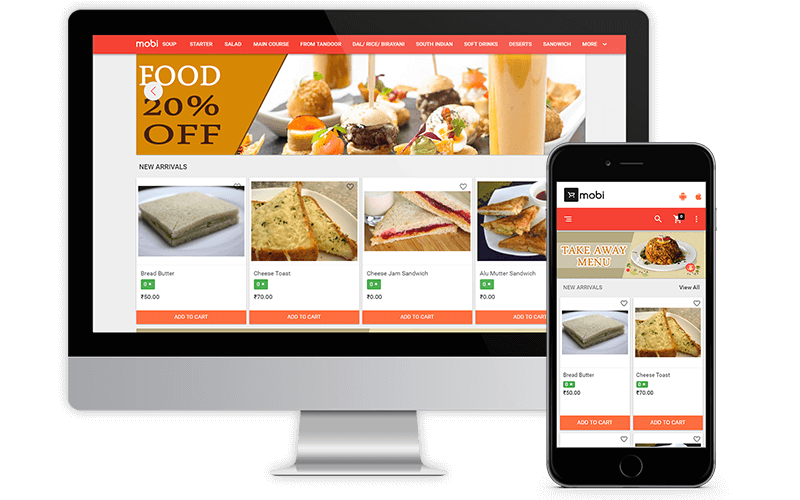 mobi SOUP STARTER SALAD MAIN COURSE FROM TANDOOR DAL/ RICE/ BIRAYANI SOUTH INDIAN SOFT DRINKS DESERTS SANDWICH MORE
FOOD
20%
OFF
NEW ARRIVALS
Bread Butter
0 ★
₹50.00
ADD TO CART
Cheese Toast
0 ★
₹70.00
ADD TO CART
Cheese Jam Sandwich
0 ★
₹0.00
ADD TO CART
Alu Mutter Sandwich
0 ★
₹0.00
ADD TO CART
mobi
0
TAKE AWAY
MENU
NEW ARRIVALS View All
Bread Butter
0 ★
₹50.00
ADD TO CART
Cheese Toast
0 ★
₹70.00
ADD TO CART